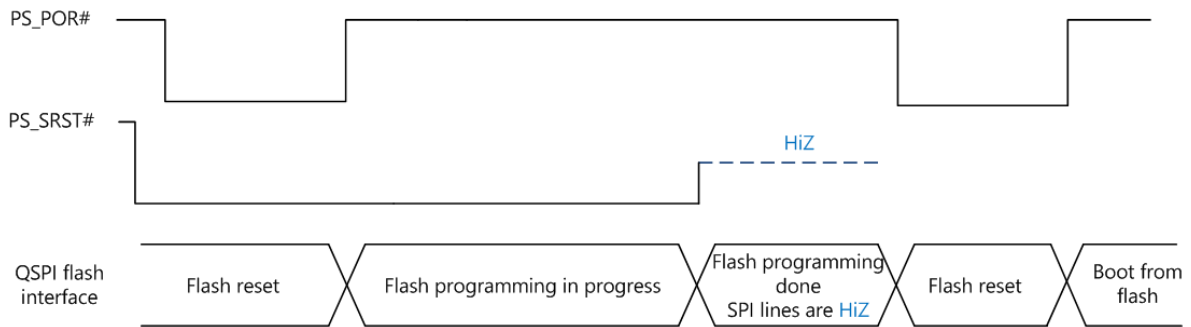 PS_POR#
PS_SRST#
HiZ
QSPI flash
interface
Flash reset
Flash programming in progress
Flash programming
done
SPI lines are HiZ
Flash reset
Boot from
flash